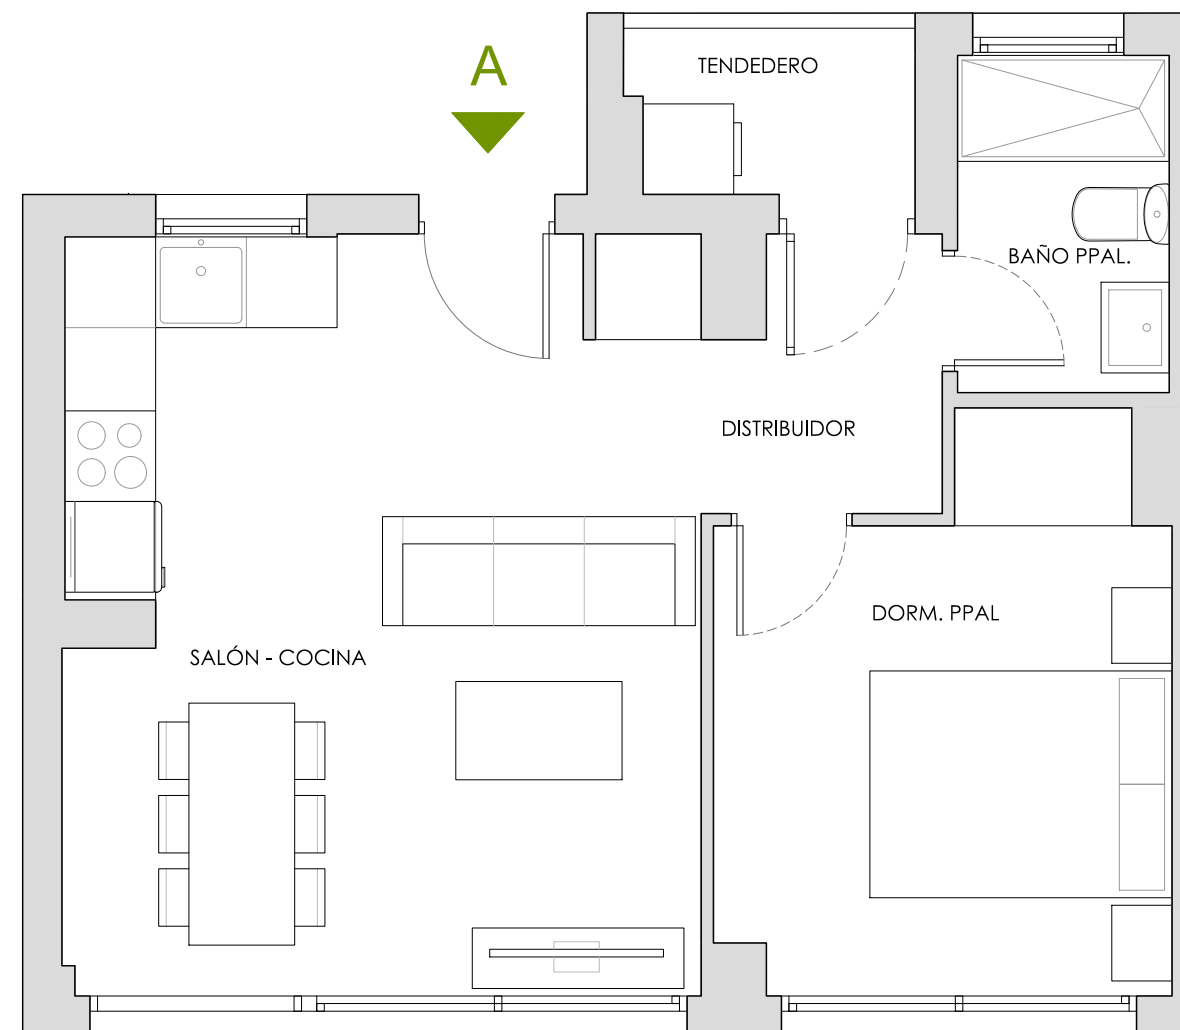 A
TENDEDERO
BAÑO PPAL.
DISTRIBUIDOR
DORM. PPAL
SALÓN - COCINA